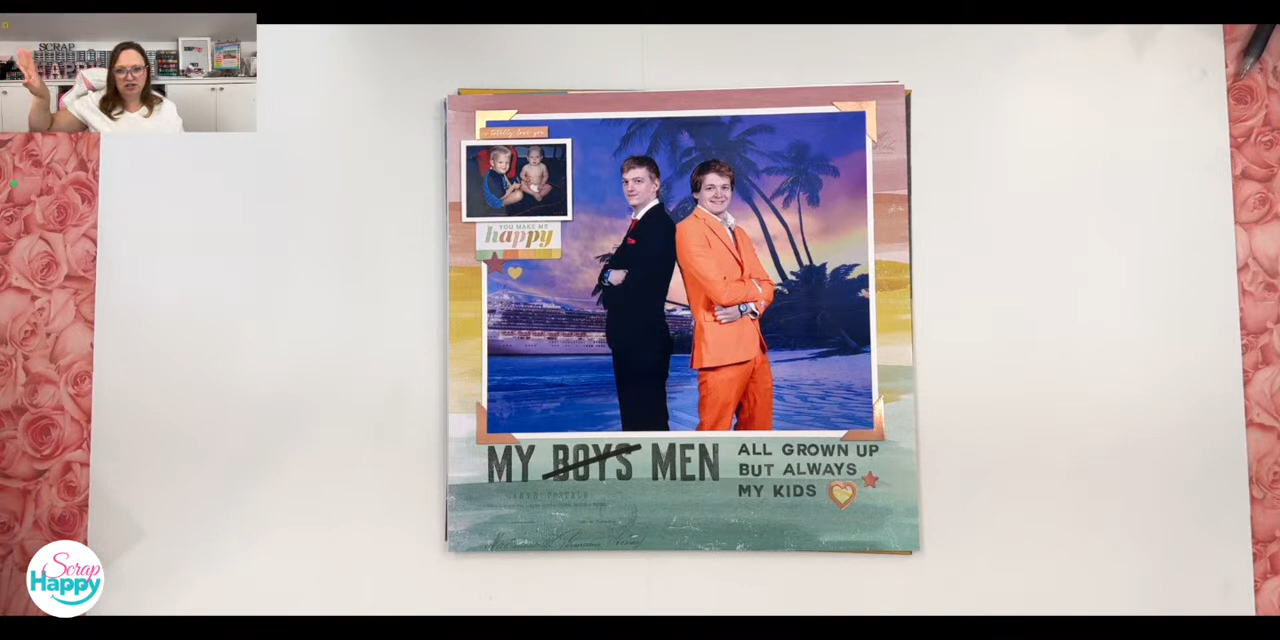 SCRAP
HAPPY
i totally love you
YOU MAKE ME
happy
MY BOYS MEN
ALL GROWN UP
BUT ALWAYS
MY KIDS
Scrap
Happy